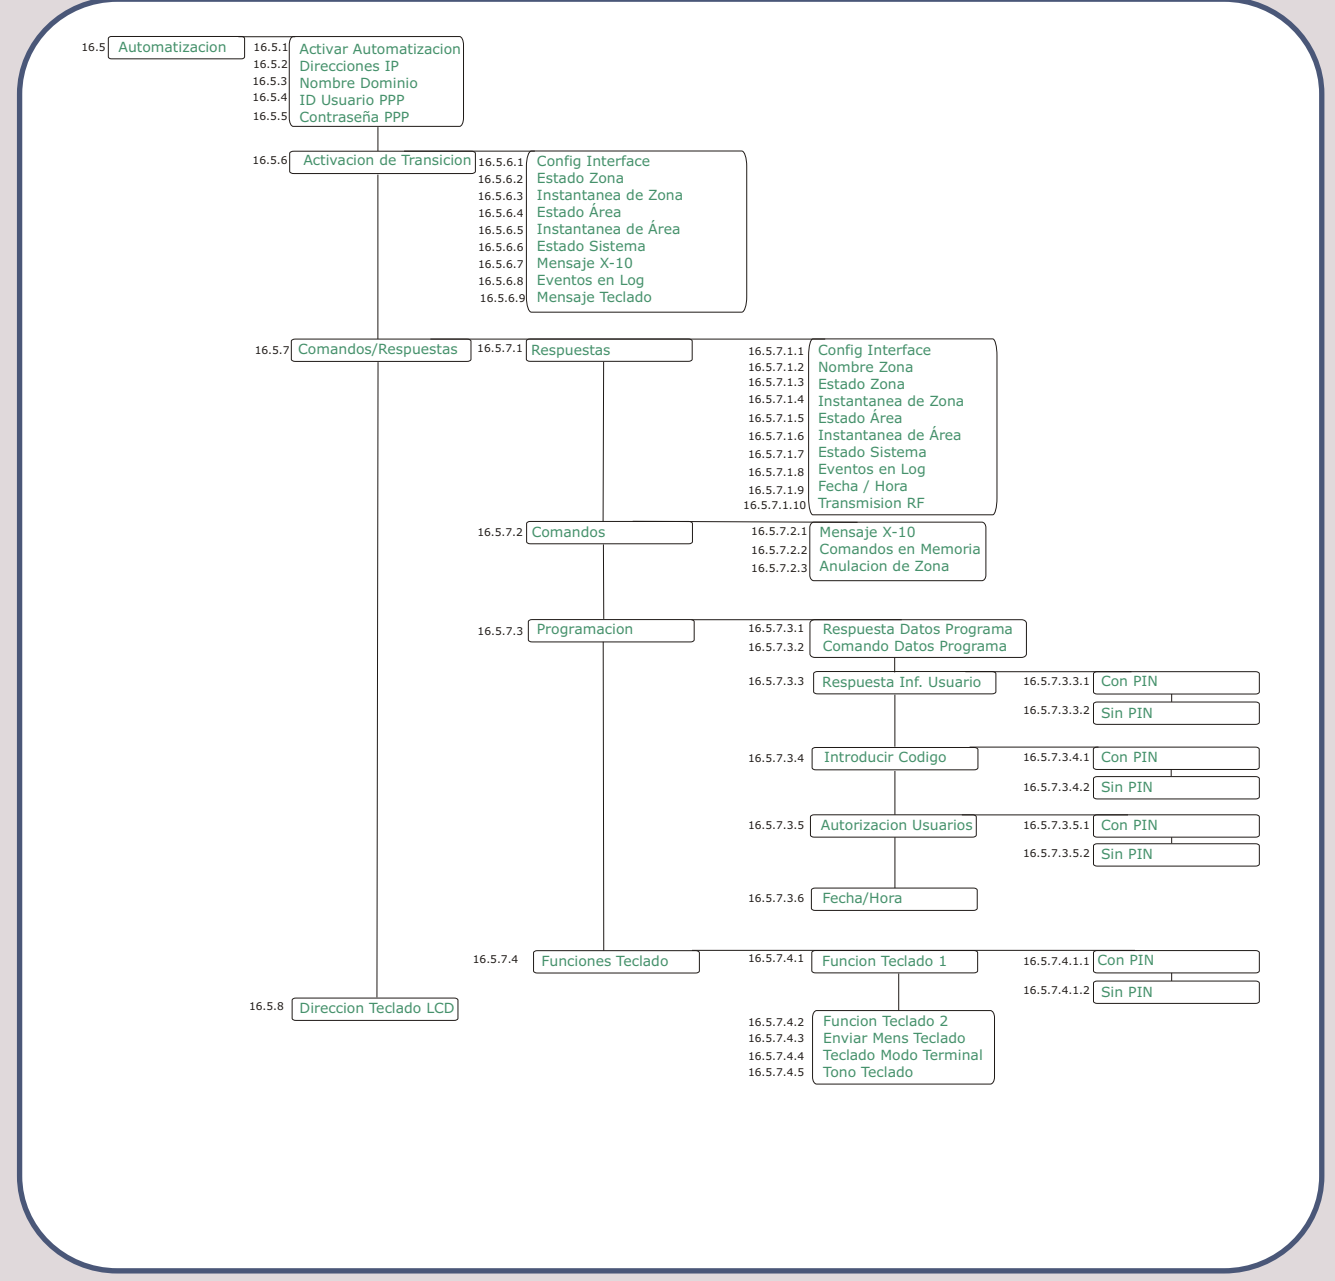 16.5 Automatizacion
16.5.1 Activar Automatizacion
16.5.2 Direcciones IP
16.5.3 Nombre Dominio
16.5.4 ID Usuario PPP
16.5.5 Contraseña PPP
16.5.6 Activacion de Transicion
16.5.6.1 Config Interface
16.5.6.2 Estado Zona
16.5.6.3 Instantanea de Zona
16.5.6.4 Estado Área
16.5.6.5 Instantanea de Área
16.5.6.6 Estado Sistema
16.5.6.7 Mensaje X-10
16.5.6.8 Eventos en Log
16.5.6.9 Mensaje Teclado
16.5.7 Comandos/Respuestas
16.5.7.1 Respuestas
16.5.7.1.1 Config Interface
16.5.7.1.2 Nombre Zona
16.5.7.1.3 Estado Zona
16.5.7.1.4 Instantanea de Zona
16.5.7.1.5 Estado Área
16.5.7.1.6 Instantanea de Área
16.5.7.1.7 Estado Sistema
16.5.7.1.8 Eventos en Log
16.5.7.1.9 Fecha / Hora
16.5.7.1.10 Transmision RF
16.5.7.2 Comandos
16.5.7.2.1 Mensaje X-10
16.5.7.2.2 Comandos en Memoria
16.5.7.2.3 Anulacion de Zona
16.5.7.3 Programacion
16.5.7.3.1 Respuesta Datos Programa
16.5.7.3.2 Comando Datos Programa
16.5.7.3.3 Respuesta Inf. Usuario
16.5.7.3.3.1 Con PIN
16.5.7.3.3.2 Sin PIN
16.5.7.3.4 Introducir Codigo
16.5.7.3.4.1 Con PIN
16.5.7.3.4.2 Sin PIN
16.5.7.3.5 Autorizacion Usuarios
16.5.7.3.5.1 Con PIN
16.5.7.3.5.2 Sin PIN
16.5.7.3.6 Fecha/Hora
16.5.7.4 Funciones Teclado
16.5.7.4.1 Funcion Teclado 1
16.5.7.4.1.1 Con PIN
16.5.7.4.1.2 Sin PIN
16.5.7.4.2 Funcion Teclado 2
16.5.7.4.3 Enviar Mens Teclado
16.5.7.4.4 Teclado Modo Terminal
16.5.7.4.5 Tono Teclado
16.5.8 Direccion Teclado LCD